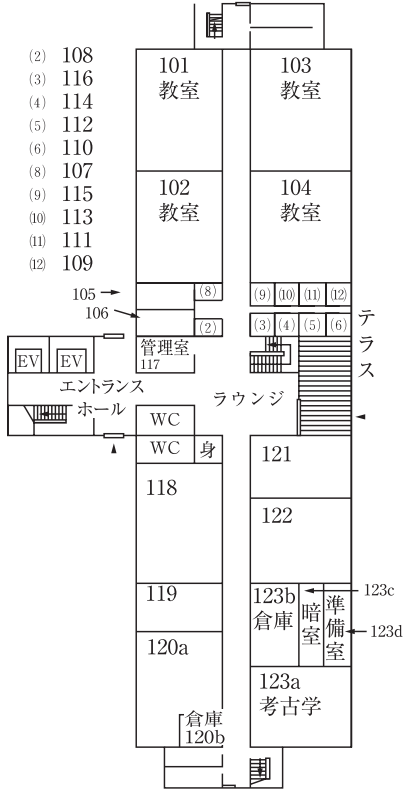 (2) 108
(3) 116
(4) 114
(5) 112
(6) 110
(8) 107
(9) 115
(10) 113
(11) 111
(12) 109
101
教室
103
教室
102
教室
104
教室
105
106
(8)
(9) (10) (11) (12)
(2)
(3) (4) (5) (6)
テラス
管理室
117
EV EV
エントランス
ホール
ラウンジ
WC
WC 身
118
119
120a
倉庫
120b
121
122
123b
倉庫
暗室
準備室
123c
123d
123a
考古学